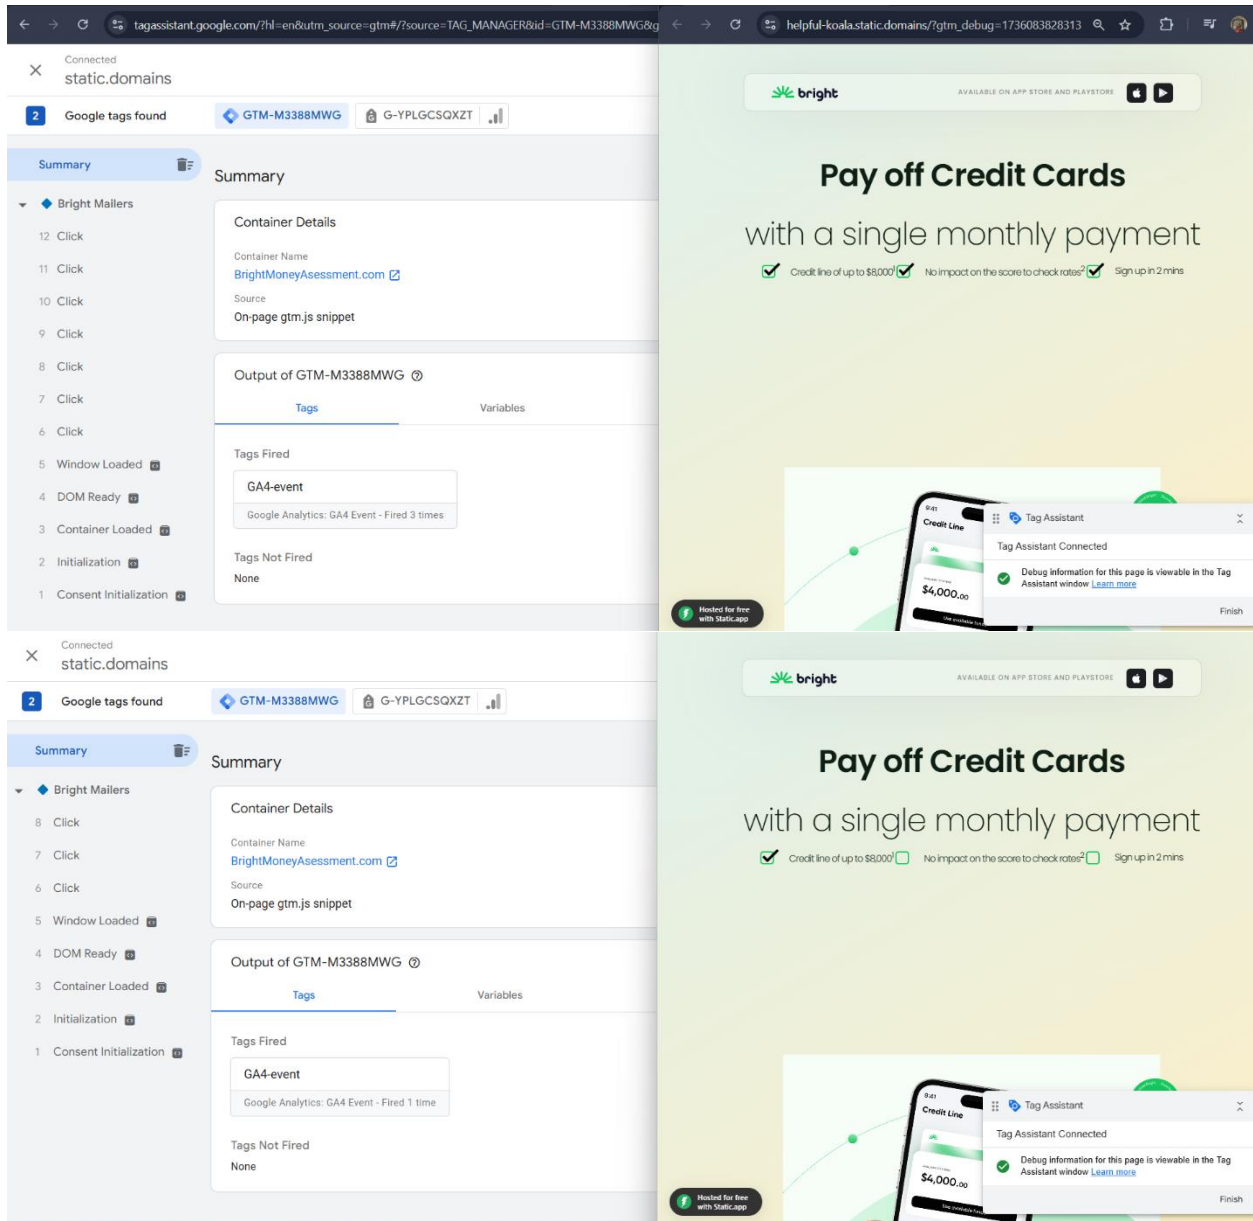 tagassistant.google.com/?hl=en&utm_source=gtm#/?source=TAG_MANAGER&id=GTM-M3388MWG&g
Connected
static.domains
2 Google tags found GTM-M3388MWG G-YPLGCSQXZT
Summary
Bright Mailers
12 Click
11 Click
10 Click
9 Click
8 Click
7 Click
6 Click
5 Window Loaded
4 DOM Ready
3 Container Loaded
2 Initialization
1 Consent Initialization
Summary
Container Details
Container Name
BrightMoneyAsessment.com
Source
On-page gtm.js snippet
Output of GTM-M3388MWG
Tags Variables
Tags Fired
GA4-event
Google Analytics: GA4 Event - Fired 3 times
Tags Not Fired
None
helpful-koala.static.domains/?gtm_debug=1736083828313
bright AVAILABLE ON APP STORE AND PLAYSTORE
Pay off Credit Cards
with a single monthly payment
Credit line of up to $8,000¹ No impact on the score to check rates² Sign up in 2 mins
9:41
Credit Line
$4,000.00
Tag Assistant
Tag Assistant Connected
Debug information for this page is viewable in the Tag
Assistant window Learn more
Finish
Hosted for free
with Static.app
Connected
static.domains
2 Google tags found GTM-M3388MWG G-YPLGCSQXZT
Summary
Bright Mailers
8 Click
7 Click
6 Click
5 Window Loaded
4 DOM Ready
3 Container Loaded
2 Initialization
1 Consent Initialization
Summary
Container Details
Container Name
BrightMoneyAsessment.com
Source
On-page gtm.js snippet
Output of GTM-M3388MWG
Tags Variables
Tags Fired
GA4-event
Google Analytics: GA4 Event - Fired 1 time
Tags Not Fired
None
bright AVAILABLE ON APP STORE AND PLAYSTORE
Pay off Credit Cards
with a single monthly payment
Credit line of up to $8,000¹ No impact on the score to check rates² Sign up in 2 mins
9:41
Credit Line
$4,000.00
Tag Assistant
Tag Assistant Connected
Debug information for this page is viewable in the Tag
Assistant window Learn more
Finish
Hosted for free
with Static.app